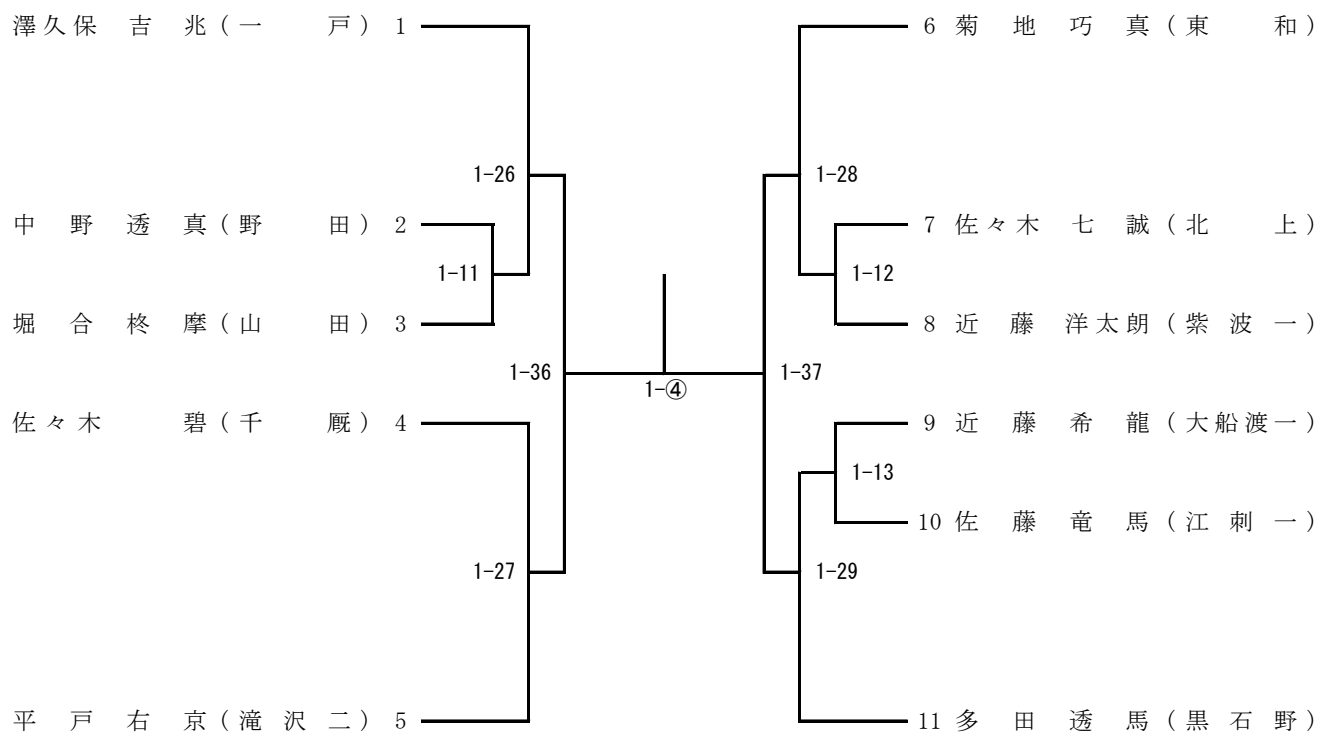 澤久保 吉 兆（一 戸）1
1-26
中 野 透 真（野 田）2
1-11
堀 合 柊 摩（山 田）3
1-36
佐々木 碧（千 厩）4
1-27
平 戸 右 京（滝 沢 二）5
1-④
6 菊 地 巧 真（東 和）
1-28
7 佐々木 七 誠（北 上）
1-12
8 近 藤 洋太朗（紫 波 一）
1-37
9 近 藤 希 龍（大船渡一）
1-13
10 佐 藤 竜 馬（江 刺 一）
1-29
11 多 田 透 馬（黒 石 野）